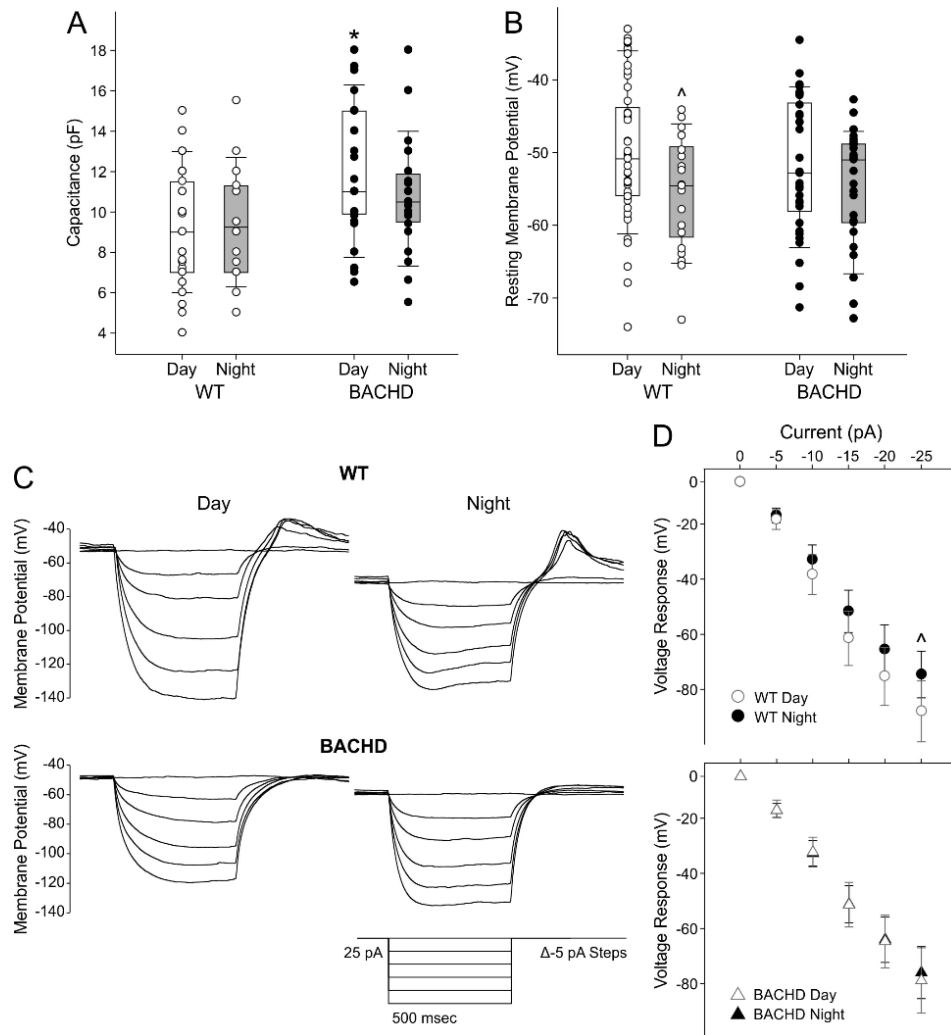 A
Capacitance (pF)
18
16
14
12
10
8
6
4
*
Day Night Day Night
WT BACHD
B
Resting Membrane Potential (mV)
-40
-50
-60
-70
^
Day Night Day Night
WT BACHD
C
WT
Day Night
Membrane Potential (mV)
-40
-60
-80
-100
-120
-140
BACHD
Membrane Potential (mV)
-40
-60
-80
-100
-120
-140
25 pA
Δ-5 pA Steps
500 msec
D
Current (pA)
0 -5 -10 -15 -20 -25
Voltage Response (mV)
0
-20
-40
-60
-80
^
WT Day
WT Night
Voltage Response (mV)
0
-20
-40
-60
-80
BACHD Day
BACHD Night